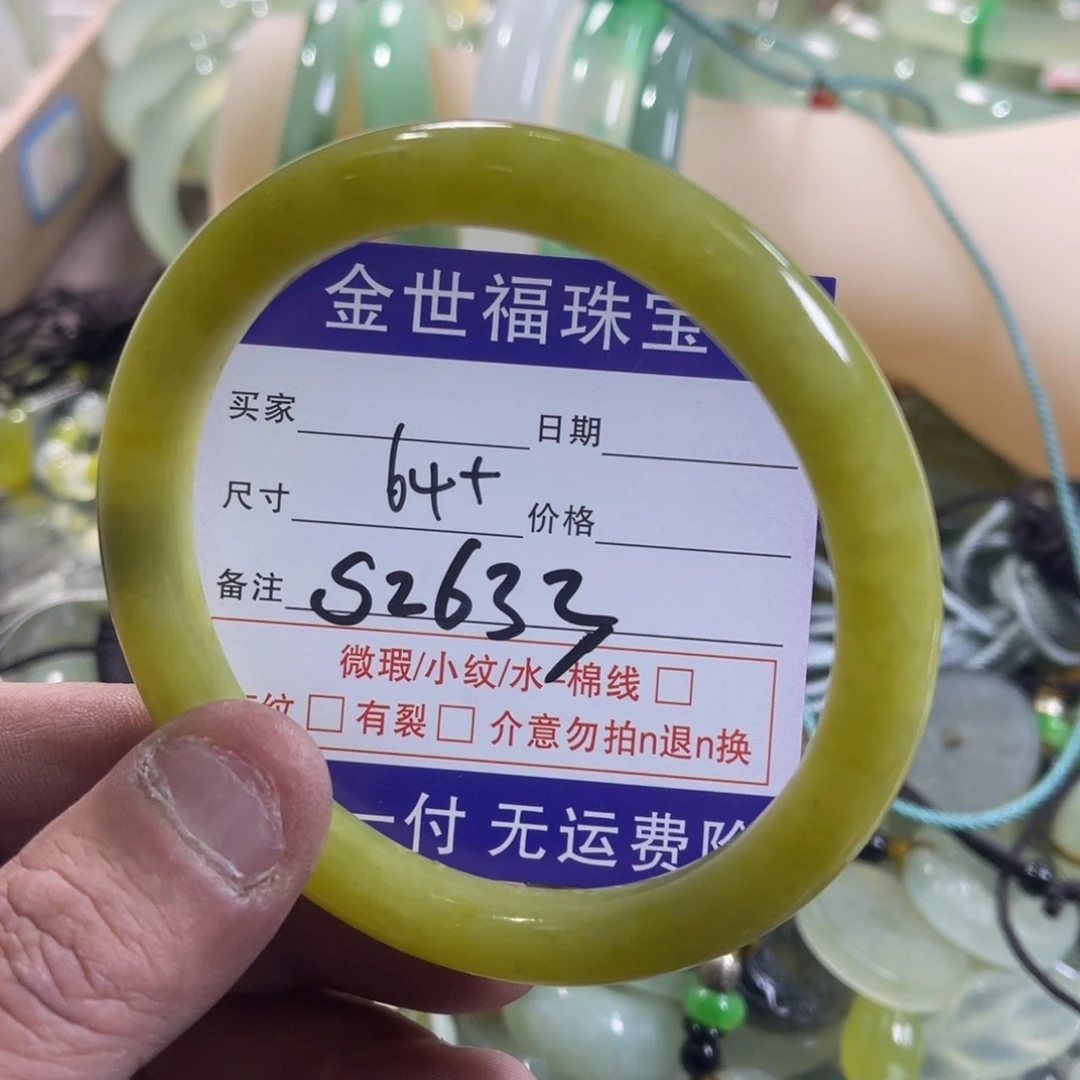 金世福珠宝
买家 日期
尺寸 64+ 价格
备注 S2633
微瑕/小纹/水 棉线 □
纹 □ 有裂 □ 介意勿拍n退n换
一付 无运费险